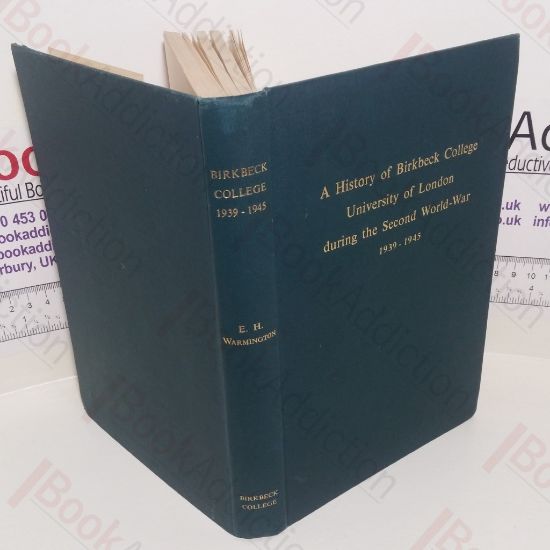 BIRKBECK
COLLEGE
1939 - 1945
E. H.
WARMINGTON
BIRKBECK
COLLEGE
A History of Birkbeck College
University of London
during the Second World-War
1939 - 1945
BookAddiction